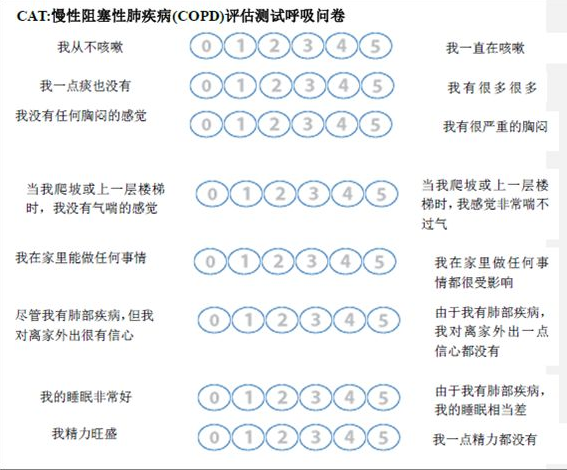 CAT:慢性阻塞性肺疾病(COPD)评估测试呼吸问卷
我从不咳嗽 0 1 2 3 4 5 我一直在咳嗽
我一点痰也没有 0 1 2 3 4 5 我有很多很多
我没有任何胸闷的感觉 0 1 2 3 4 5 我有很严重的胸闷
当我爬坡或上一层楼梯
时，我没有气喘的感觉
0 1 2 3 4 5
当我爬坡或上一层楼
梯时,我感觉非常喘不
过气
我在家里能做任何事情
0 1 2 3 4 5
我在家里做任何事
情都很受影响
尽管我有肺部疾病,但我
对离家外出很有信心
0 1 2 3 4 5
由于我有肺部疾病,
我对离家外出一点
信心都没有
我的睡眠非常好
0 1 2 3 4 5
由于我有肺部疾病,
我的睡眠相当差
我精力旺盛 0 1 2 3 4 5 我一点精力都没有